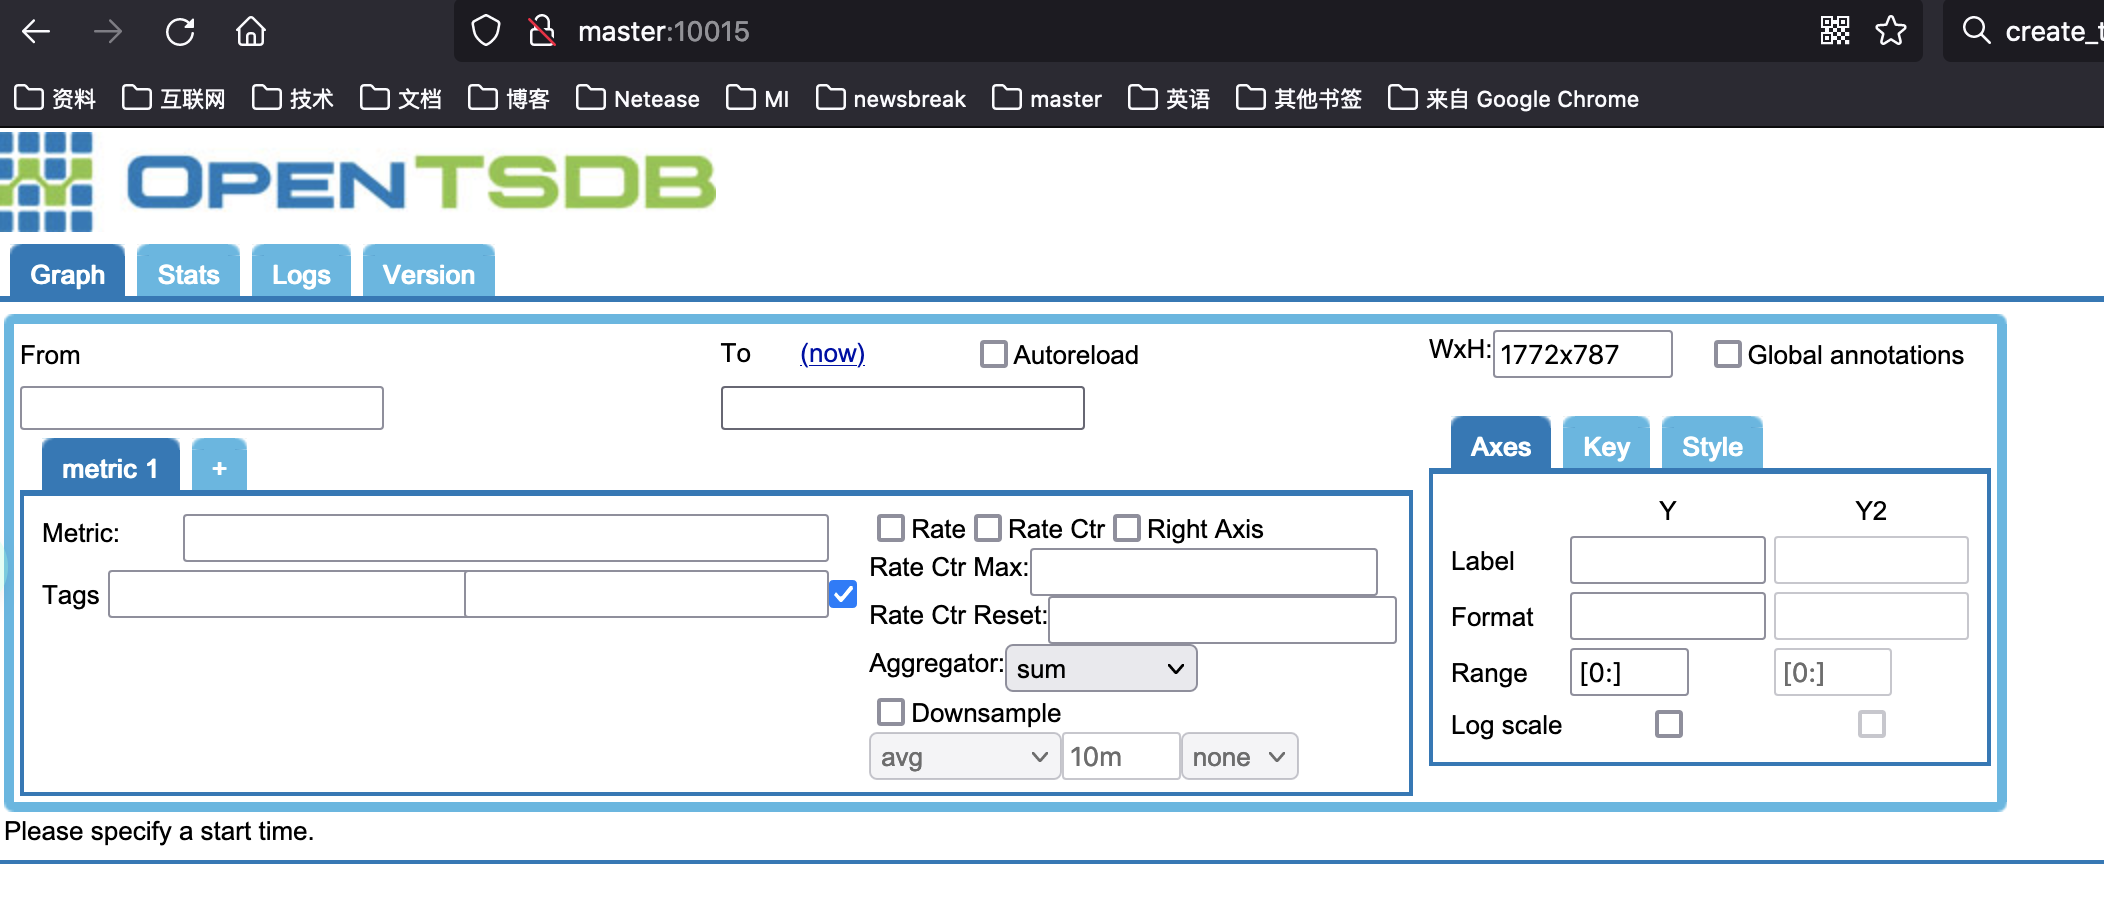 master:10015
create_t
资料 互联网 技术 文档 博客 Netease MI newsbreak master 英语 其他书签 来自 Google Chrome
OPENTSDB
Graph Stats Logs Version
From To (now) Autoreload WxH: 1772x787 Global annotations
metric 1 +
Axes Key Style
Metric:
Tags
Rate Rate Ctr Right Axis
Rate Ctr Max:
Rate Ctr Reset:
Aggregator: sum
Downsample
avg 10m none
Y Y2
Label
Format
Range [0:] [0:]
Log scale
Please specify a start time.